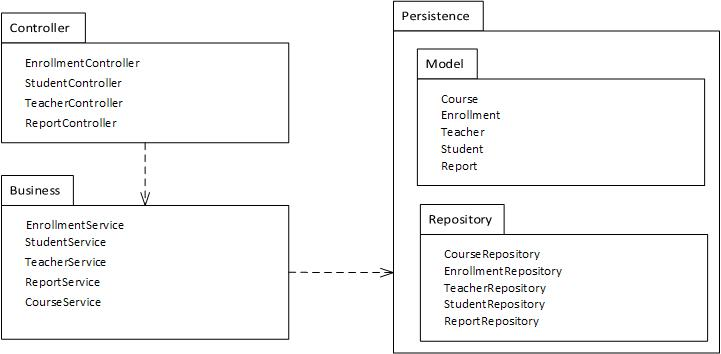 Controller
EnrollmentController
StudentController
TeacherController
ReportController
Business
EnrollmentService
StudentService
TeacherService
ReportService
CourseService
Persistence
Model
Course
Enrollment
Teacher
Student
Report
Repository
CourseRepository
EnrollmentRepository
TeacherRepository
StudentRepository
ReportRepository